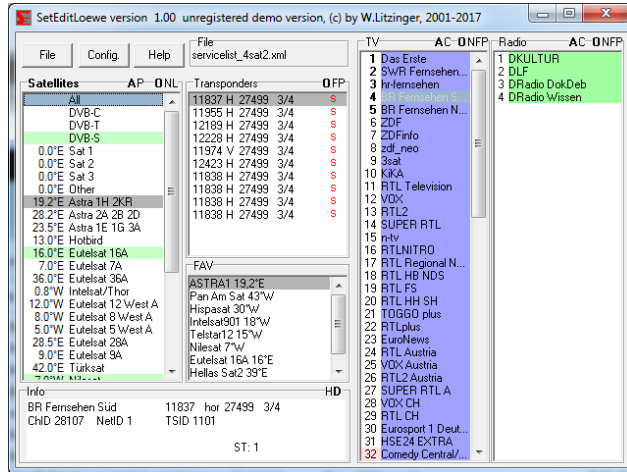 SetEditLoewe version 1.00 unregistered demo version, (c) by W.Litzinger, 2001-2017
File Config. Help
File
servicelist_4sat2.xml
Satellites AP ONL
All
DVB-C
DVB-T
DVB-S
0.0°E Sat 1
0.0°E Sat 2
0.0°E Sat 3
0.0°E Other
19.2°E Astra 1H 2KR
28.2°E Astra 2A 2B 2D
23.5°E Astra 1E 1G 3A
13.0°E Hotbird
16.0°E Eutelsat 16A
7.0°E Eutelsat 7A
36.0°E Eutelsat 36A
0.8°W Intelsat/Thor
12.0°W Eutelsat 12 West A
8.0°W Eutelsat 8 West A
5.0°W Eutelsat 5 West A
28.5°E Eutelsat 28A
9.0°E Eutelsat 9A
42.0°E Türksat
7.0°W Nilesat
Transponders OFP
11837 H 27499 3/4 S
11955 H 27499 3/4 S
12189 H 27499 3/4 S
12228 H 27499 3/4 S
11974 V 27499 3/4 S
12423 H 27499 3/4 S
11838 H 27499 3/4 S
11838 H 27499 3/4 S
11838 H 27499 3/4 S
11838 H 27499 3/4 S
FAV
ASTRA1 19,2°E
Pan Am Sat 43°W
Hispasat 30°W
Intelsat901 18°W
Telstar12 15°W
Nilesat 7°W
Eutelsat 16A 16°E
Hellas Sat2 39°E
TV AC ONFP
1 Das Erste
2 SWR Fernsehen...
3 hr-fernsehen
4 BR Fernsehen S...
5 BR Fernsehen N...
6 ZDF
7 ZDFinfo
8 zdf_neo
9 3sat
10 KiKA
11 RTL Television
12 VOX
13 RTL2
14 SUPER RTL
15 n-tv
16 RTLNITRO
17 RTL Regional N...
18 RTL HB NDS
19 RTL FS
20 RTL HH SH
21 TOGGO plus
22 RTLplus
23 EuroNews
24 RTL Austria
25 VOX Austria
26 RTL2 Austria
27 SUPER RTL A
28 VOX CH
29 RTL CH
30 Eurosport 1 Deut...
31 HSE24 EXTRA
32 Comedy Central/...
Radio AC ONFP
1 DKULTUR
2 DLF
3 DRadio DokDeb
4 DRadio Wissen
Info HD
BR Fernsehen Süd 11837 hor 27499 3/4
ChID 28107 NetID 1 TSID 1101
ST: 1